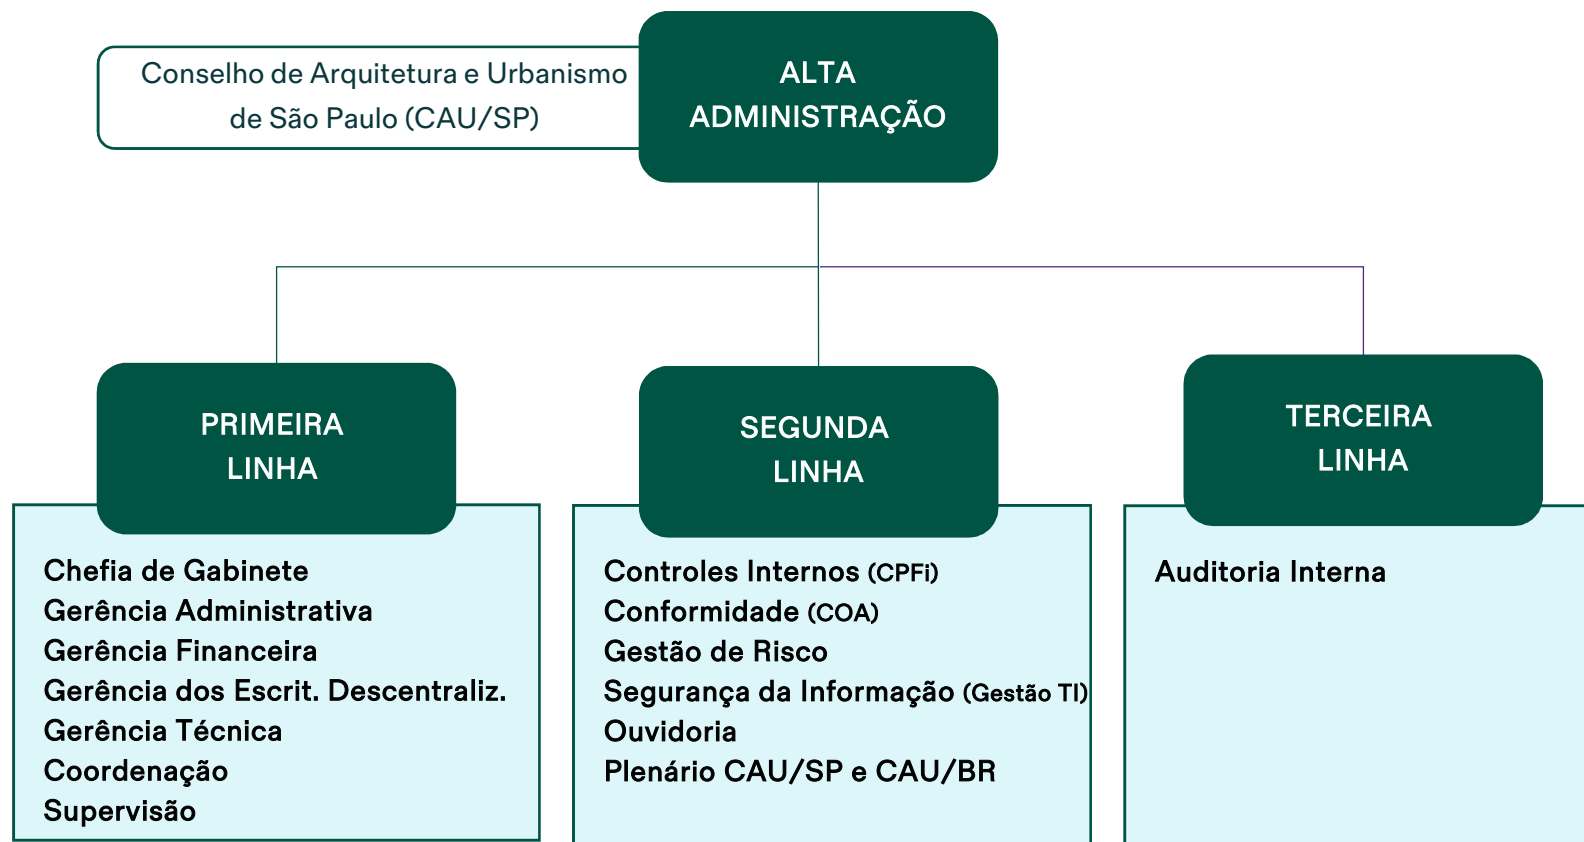 Conselho de Arquitetura e Urbanismo
de São Paulo (CAU/SP)
ALTA
ADMINISTRAÇÃO
PRIMEIRA
LINHA
Chefia de Gabinete
Gerência Administrativa
Gerência Financeira
Gerência dos Escrit. Descentraliz.
Gerência Técnica
Coordenação
Supervisão
SEGUNDA
LINHA
Controles Internos (CPFi)
Conformidade (COA)
Gestão de Risco
Segurança da Informação (Gestão TI)
Ouvidoria
Plenário CAU/SP e CAU/BR
TERCEIRA
LINHA
Auditoria Interna